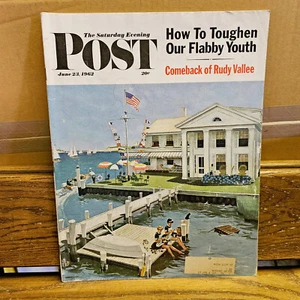 The Saturday Evening
POST
June 23, 1962 20¢
How To Toughen
Our Flabby Youth
Comeback of Rudy Vallee